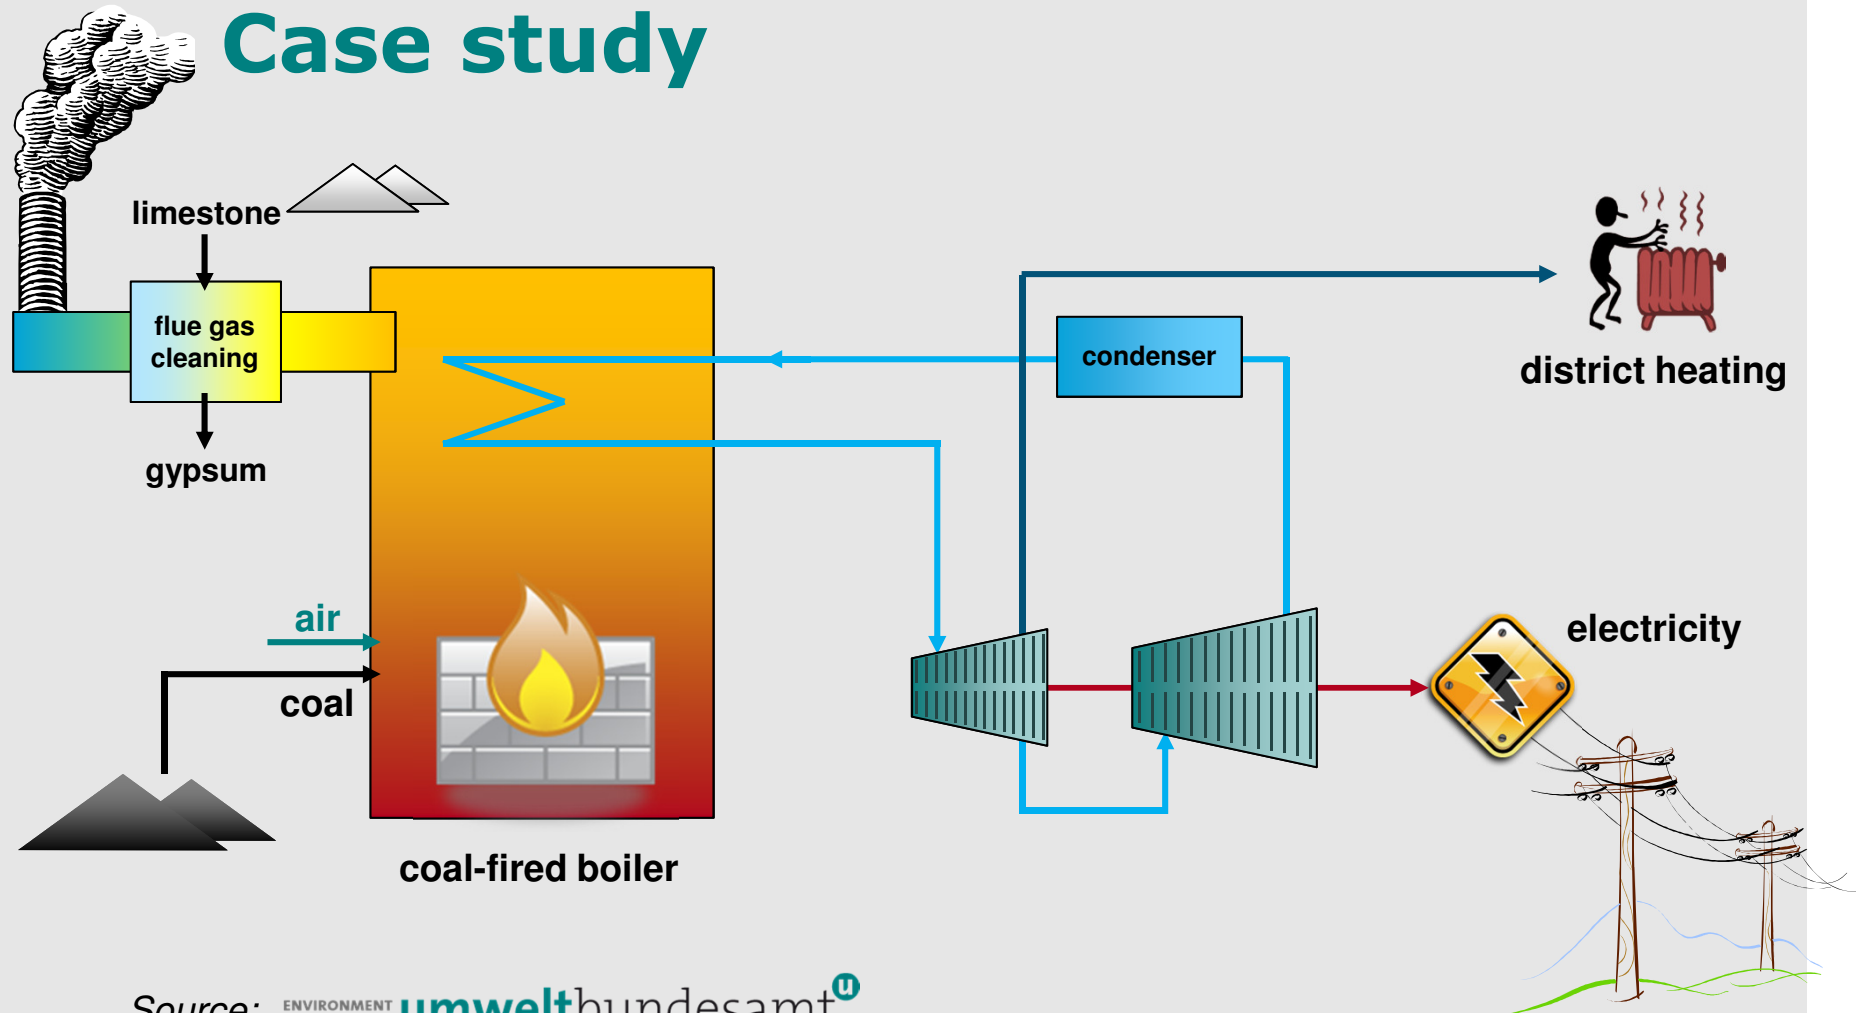 Case study
limestone
flue gas
cleaning
gypsum
air
coal
coal-fired boiler
condenser
district heating
electricity
Source: ENVIRONMENT umweltbundesamt u